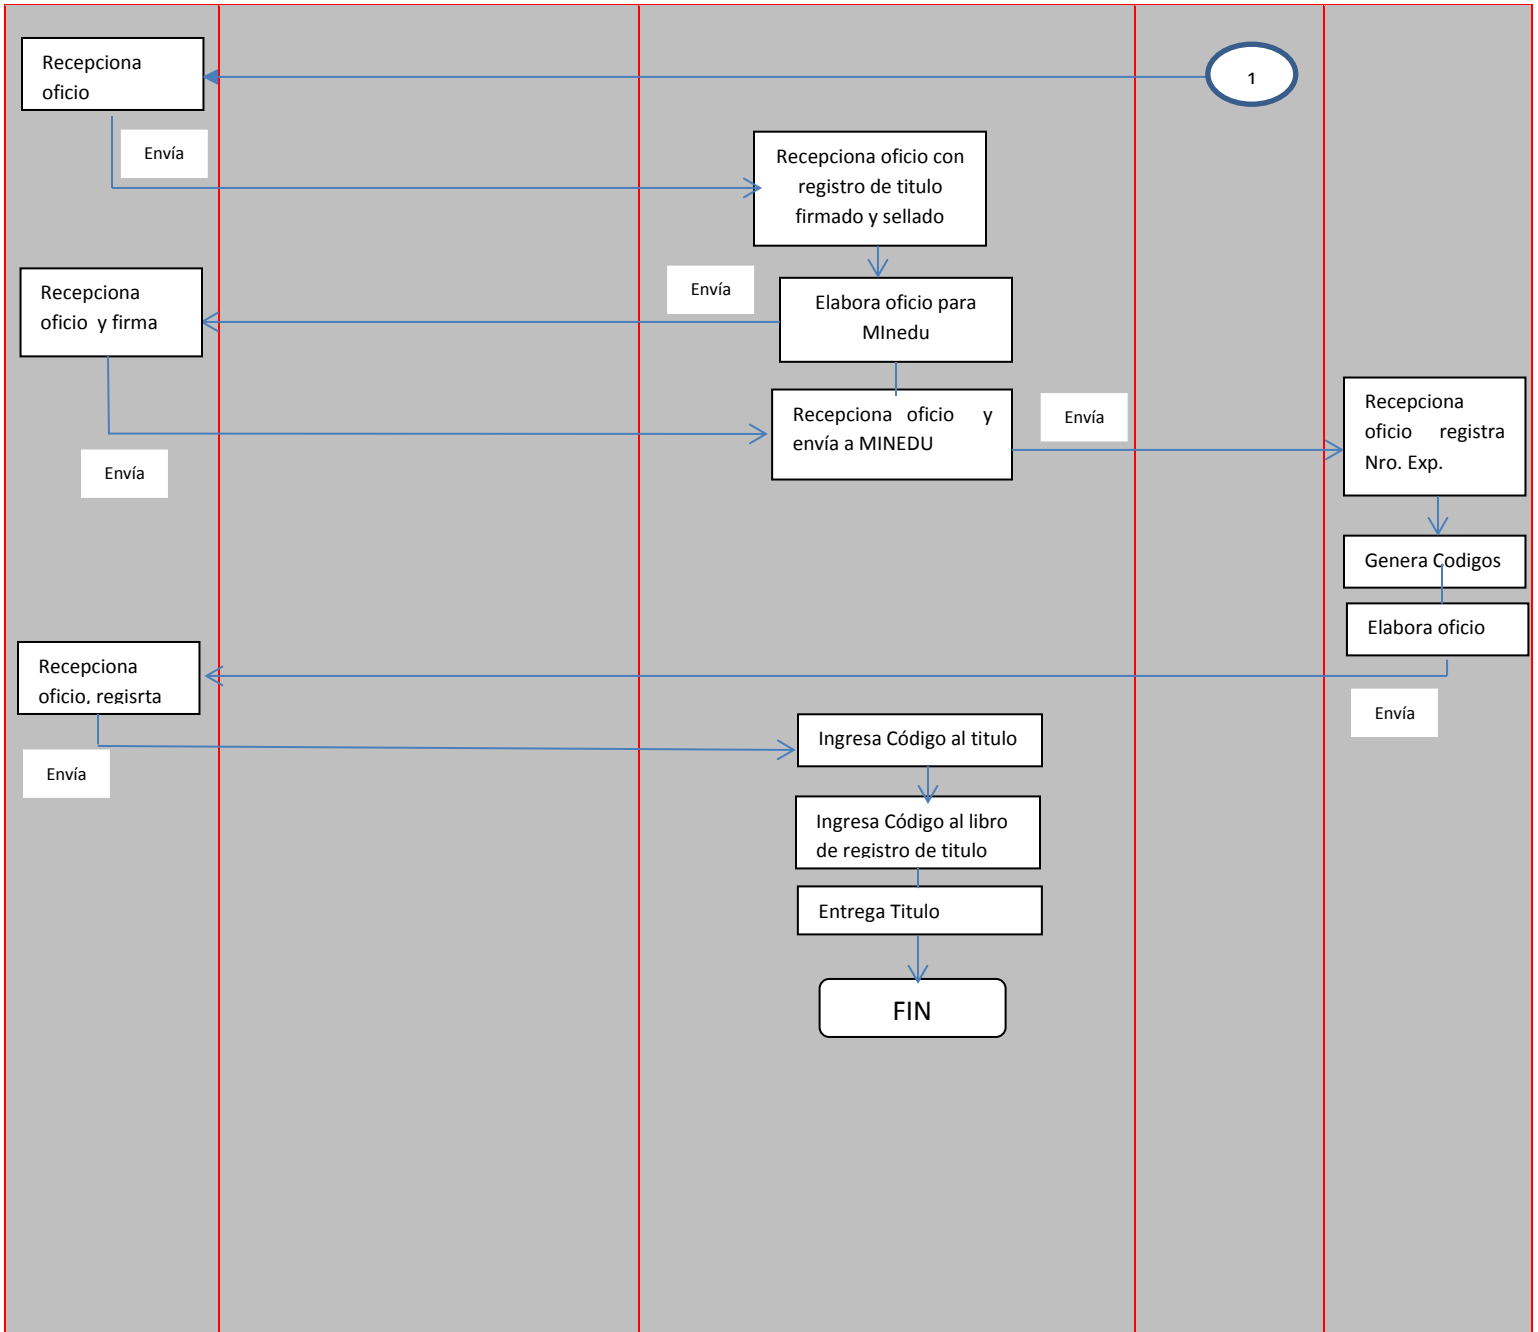 Recepciona
oficio
1
Envía
Recepciona oficio con
registro de titulo
firmado y sellado
Envía
Recepciona
oficio y firma
Elabora oficio para
MInedu
Recepciona oficio y
envía a MINEDU
Envía
Recepciona
oficio registra
Nro. Exp.
Envía
Genera Codigos
Elabora oficio
Recepciona
oficio, regisrta
Envía
Ingresa Código al titulo
Envía
Ingresa Código al libro
de registro de titulo
Entrega Titulo
FIN